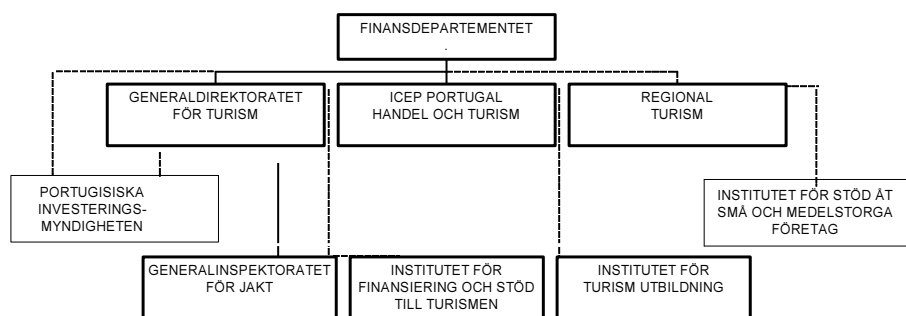 FINANSDEPARTEMENTET
.
GENERALDIREKTORATET
FÖR TURISM
ICEP PORTUGAL
HANDEL OCH TURISM
REGIONAL
TURISM
PORTUGISISKA
INVESTERINGS-
MYNDIGHETEN
INSTITUTET FÖR STÖD ÅT
SMÅ OCH MEDELSTORGA
FÖRETAG
GENERALINSPEKTORATET
FÖR JAKT
INSTITUTET FÖR
FINANSIERING OCH STÖD
TILL TURISMEN
INSTITUTET FÖR
TURISM UTBILDNING